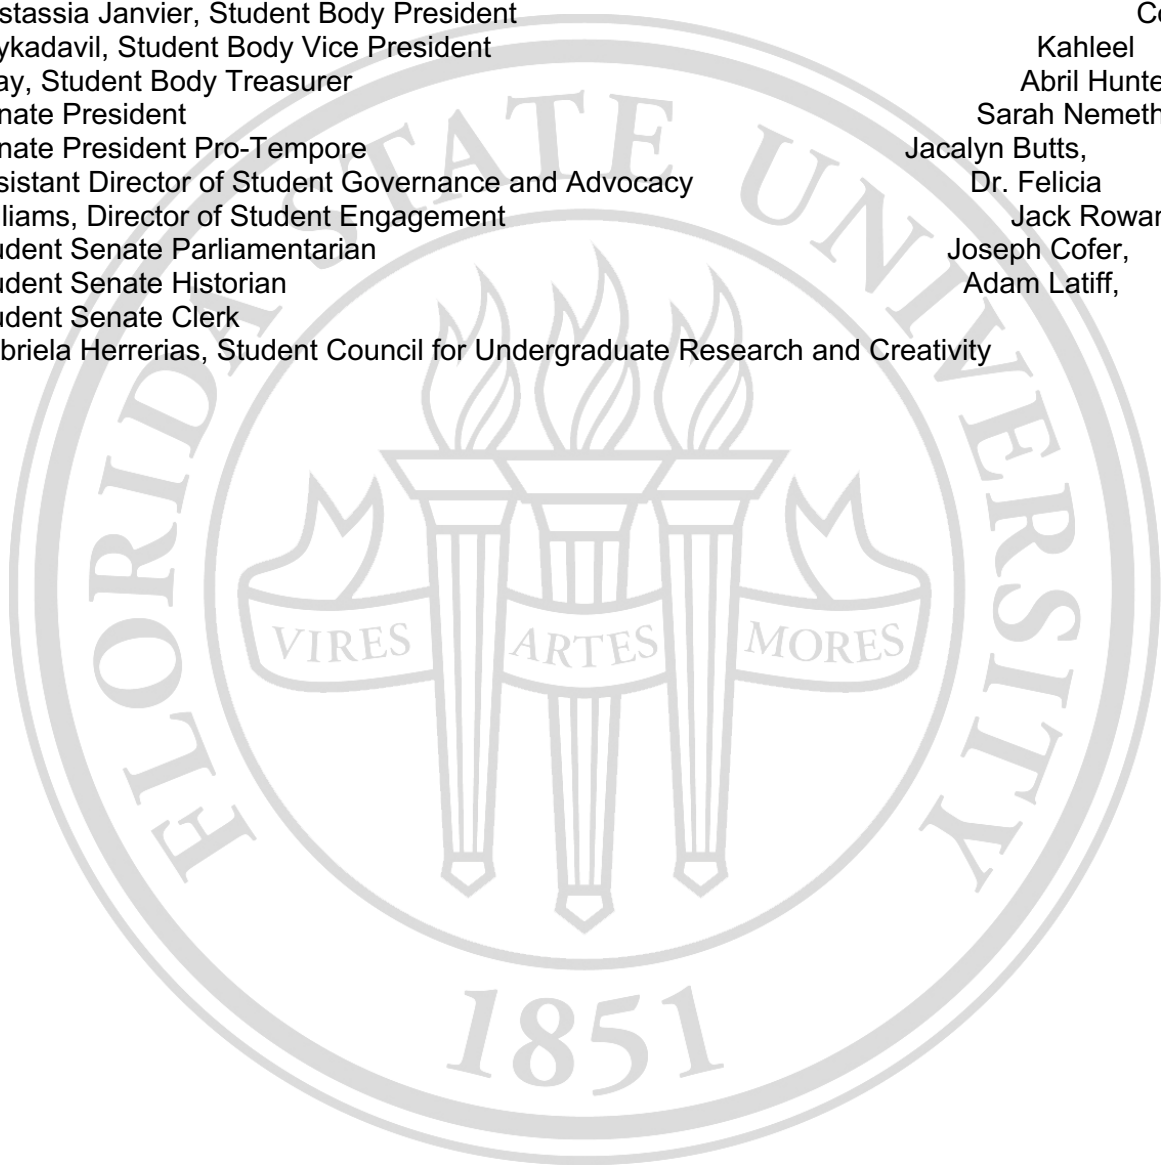 stassia Janvier, Student Body President Co
ykadavil, Student Body Vice President Kahleel
ay, Student Body Treasurer Abril Hunte
nate President Sarah Nemeth
nate President Pro-Tempore Jacalyn Butts,
sistant Director of Student Governance and Advocacy Dr. Felicia
lliams, Director of Student Engagement Jack Rowan
udent Senate Parliamentarian Joseph Cofer,
udent Senate Historian Adam Latiff,
udent Senate Clerk
briela Herrerias, Student Council for Undergraduate Research and Creativity
FLORIDA STATE UNIVERSITY
VIRES ARTES MORES
1851